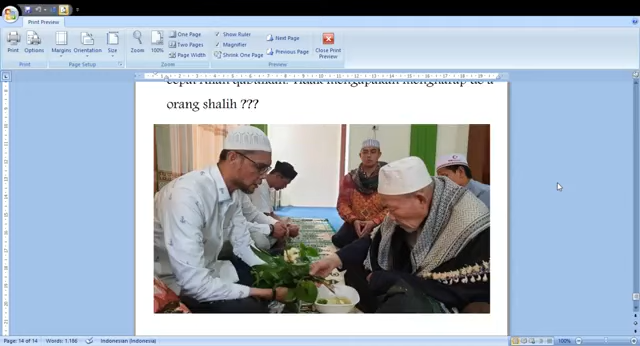 Print Preview
Print
Options
Print
Margins
Orientation
Size
Page Setup
Zoom
100%
One Page
Two Pages
Page Width
Zoom
Show Ruler
Magnifier
Shrink One Page
Next Page
Previous Page
Close Print Preview
Preview
orang shalih ???
Page: 14 of 14
Words: 1.186
Indonesian (Indonesia)
100%